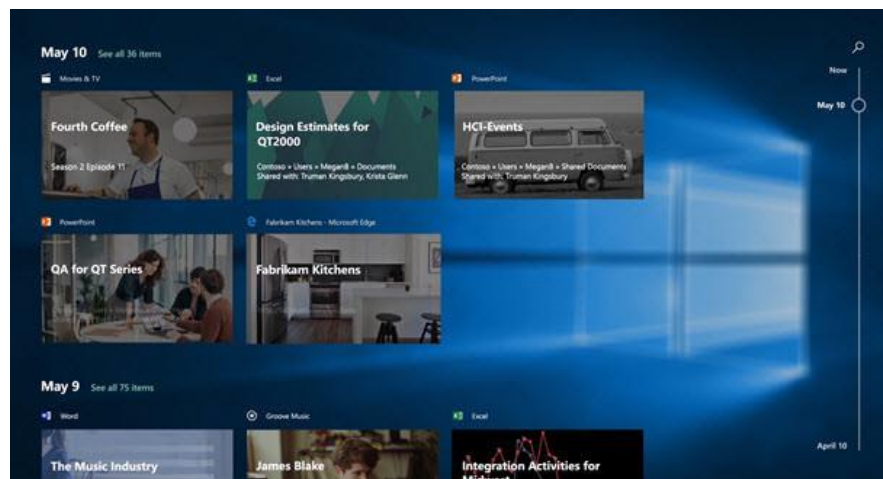 May 10 See all 36 items
Now
Movies & TV
Excel
PowerPoint
May 10
Fourth Coffee
Season 2 Episode 11
Design Estimates for
QT2000
Contoso » Users » MeganB » Documents
Shared with: Truman Kingsbury, Krista Glenn
HCI-Events
Contoso » Users » MeganB » Shared Documents
Shared with: Truman Kingsbury
PowerPoint
Fabrikam Kitchens - Microsoft Edge
QA for QT Series
Fabrikam Kitchens
May 9 See all 75 items
Word
Groove Music
Excel
April 10
The Music Industry
James Blake
Integration Activities for
Midwest